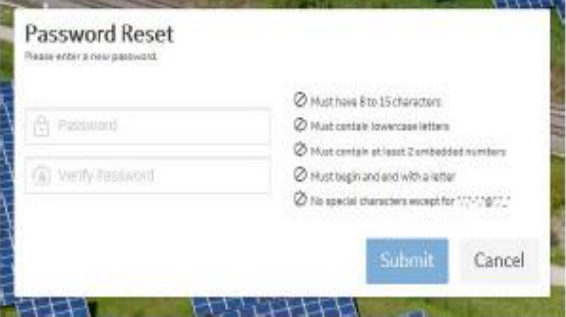 Password Reset
Please enter a new password.
Password
Verify Password
Must have 8 to 15 characters
Must contain lowercase letters
Must contain at least 2 embedded numbers
Must begin and end with a letter
No special characters except for
Submit
Cancel